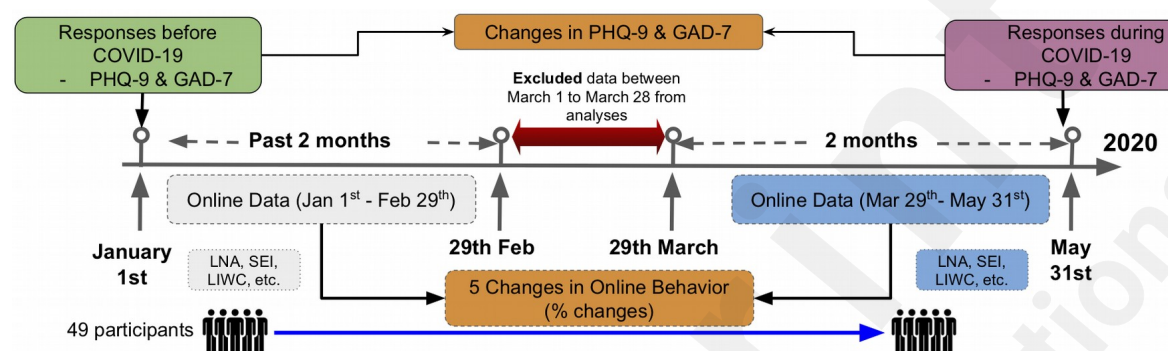 Responses before
COVID-19
- PHQ-9 & GAD-7
Changes in PHQ-9 & GAD-7
Responses during
COVID-19
- PHQ-9 & GAD-7
Excluded data between
March 1 to March 28 from
analyses
Past 2 months
2 months
2020
Online Data (Jan 1st - Feb 29th)
Online Data (Mar 29th- May 31st)
January
1st
29th Feb
29th March
May
31st
LNA, SEI,
LIWC, etc.
5 Changes in Online Behavior
(% changes)
LNA, SEI,
LIWC, etc.
49 participants